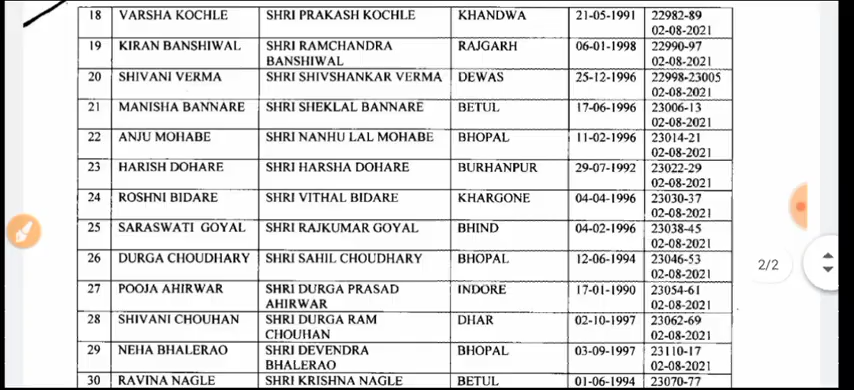 18 VARSHA KOCHLE SHRI PRAKASH KOCHLE KHANDWA 21-05-1991 22982-89
02-08-2021
19 KIRAN BANSHIWAL SHRI RAMCHANDRA RAJGARH 06-01-1998 22990-97
BANSHIWAL 02-08-2021
20 SHIVANI VERMA SHRI SHIVSHANKAR VERMA DEWAS 25-12-1996 22998-23005
02-08-2021
21 MANISHA BANNARE SHRI SHEKLAL BANNARE BETUL 17-06-1996 23006-13
02-08-2021
22 ANJU MOHABE SHRI NANHU LAL MOHABE BHOPAL 11-02-1996 23014-21
02-08-2021
23 HARISH DOHARE SHRI HARSHA DOHARE BURHANPUR 29-07-1992 23022-29
02-08-2021
24 ROSHNI BIDARE SHRI VITHAL BIDARE KHARGONE 04-04-1996 23030-37
02-08-2021
25 SARASWATI GOYAL SHRI RAJKUMAR GOYAL BHIND 04-02-1996 23038-45
02-08-2021
26 DURGA CHOUDHARY SHRI SAHIL CHOUDHARY BHOPAL 12-06-1994 23046-53
02-08-2021
2/2
27 POOJA AHIRWAR SHRI DURGA PRASAD INDORE 17-01-1990 23054-61
AHIRWAR 02-08-2021
28 SHIVANI CHOUHAN SHRI DURGA RAM DHAR 02-10-1997 23062-69
CHOUHAN 02-08-2021
29 NEHA BHALERAO SHRI DEVENDRA BHOPAL 03-09-1997 23110-17
BHALERAO 02-08-2021
30 RAVINA NAGLE SHRI KRISHNA NAGLE BETUL 01-06-1994 23070-77